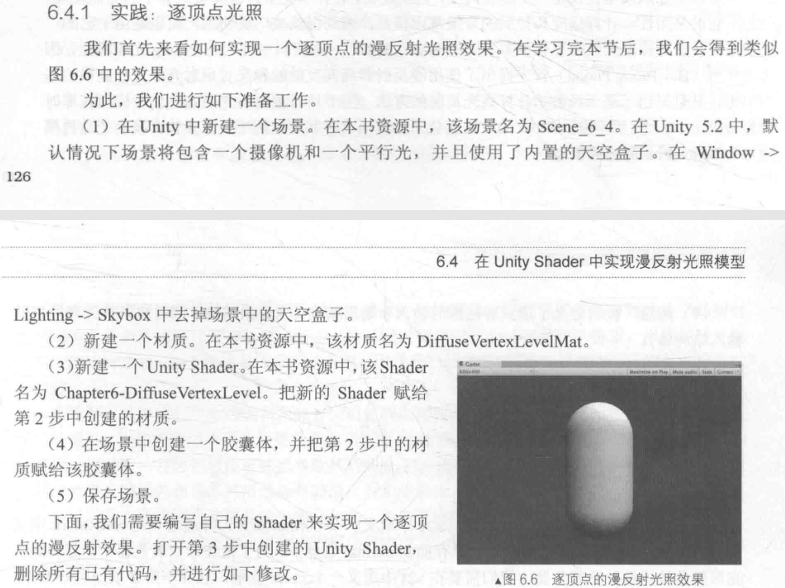 6.4.1 实践：逐顶点光照
我们首先来看如何实现一个逐顶点的漫反射光照效果。在学习完本节后，我们会得到类似
图 6.6 中的效果。
为此，我们进行如下准备工作。
（1）在 Unity 中新建一个场景。在本书资源中，该场景名为 Scene_6_4。在 Unity 5.2 中，默
认情况下场景将包含一个摄像机和一个平行光，并且使用了内置的天空盒子。在 Window ->
126
6.4 在 Unity Shader 中实现漫反射光照模型
Lighting -> Skybox 中去掉场景中的天空盒子。
（2）新建一个材质。在本书资源中，该材质名为 DiffuseVertexLevelMat。
（3）新建一个 Unity Shader。在本书资源中，该 Shader
名为 Chapter6-DiffuseVertexLevel。把新的 Shader 赋给
第 2 步中创建的材质。
（4）在场景中创建一个胶囊体，并把第 2 步中的材
质赋给该胶囊体。
（5）保存场景。
下面，我们需要编写自己的 Shader 来实现一个逐顶
点的漫反射效果。打开第 3 步中创建的 Unity Shader，
删除所有已有代码，并进行如下修改。
Maximize on Play Mute audio Stats Gizmos
▲图 6.6 逐顶点的漫反射光照效果